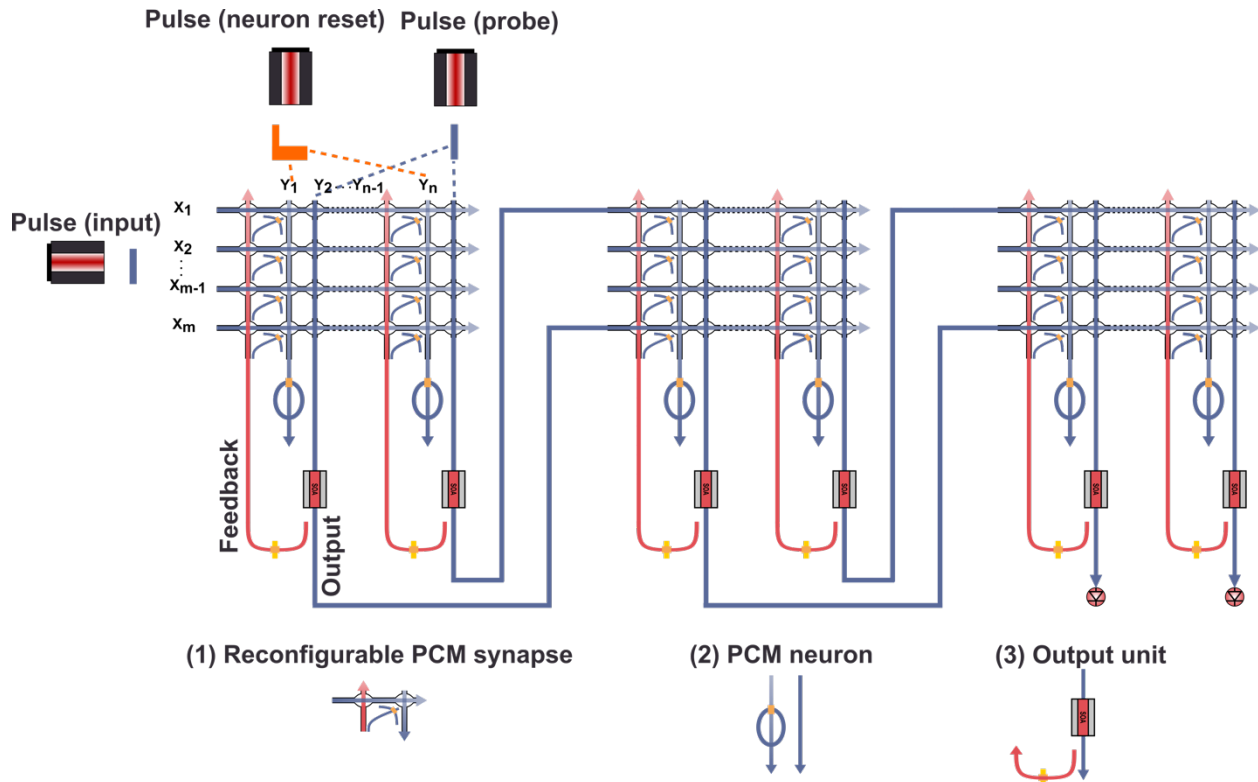 Pulse (neuron reset)
Pulse (probe)
Y1 Y2 ... Yn-1 Yn
X1
Pulse (input)
X2
⋮
Xm-1
Xm
Feedback
Output
SOA
SOA
SOA
SOA
SOA
SOA
(1) Reconfigurable PCM synapse
(2) PCM neuron
(3) Output unit
SOA